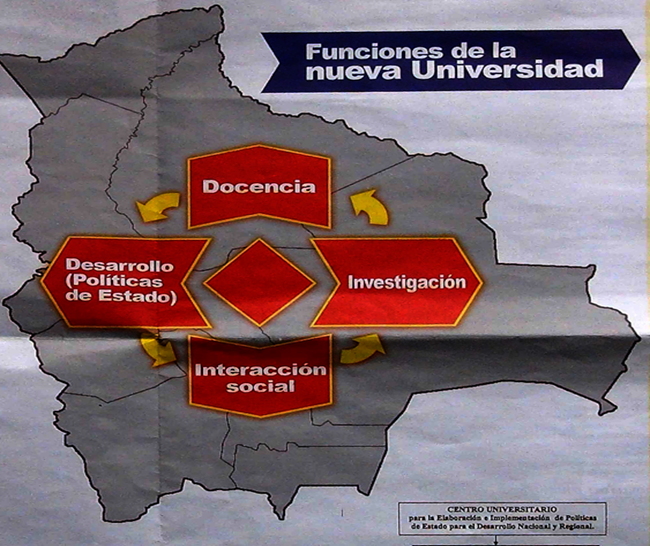 Funciones de la
nueva Universidad
Docencia
Desarrollo
(Políticas
de Estado)
Investigación
Interacción
social
CENTRO UNIVERSITARIO
para la Elaboración e Implementación de Políticas
de Estado para el Desarrollo Nacional y Regional.